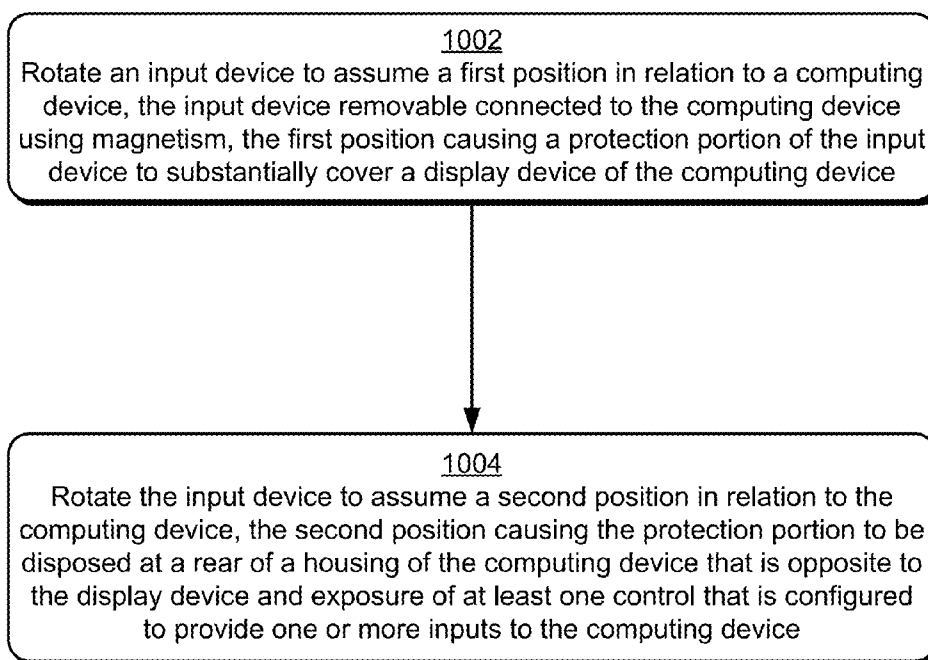 1002
Rotate an input device to assume a first position in relation to a computing
device, the input device removable connected to the computing device
using magnetism, the first position causing a protection portion of the input
device to substantially cover a display device of the computing device
1004
Rotate the input device to assume a second position in relation to the
computing device, the second position causing the protection portion to be
disposed at a rear of a housing of the computing device that is opposite to
the display device and exposure of at least one control that is configured
to provide one or more inputs to the computing device